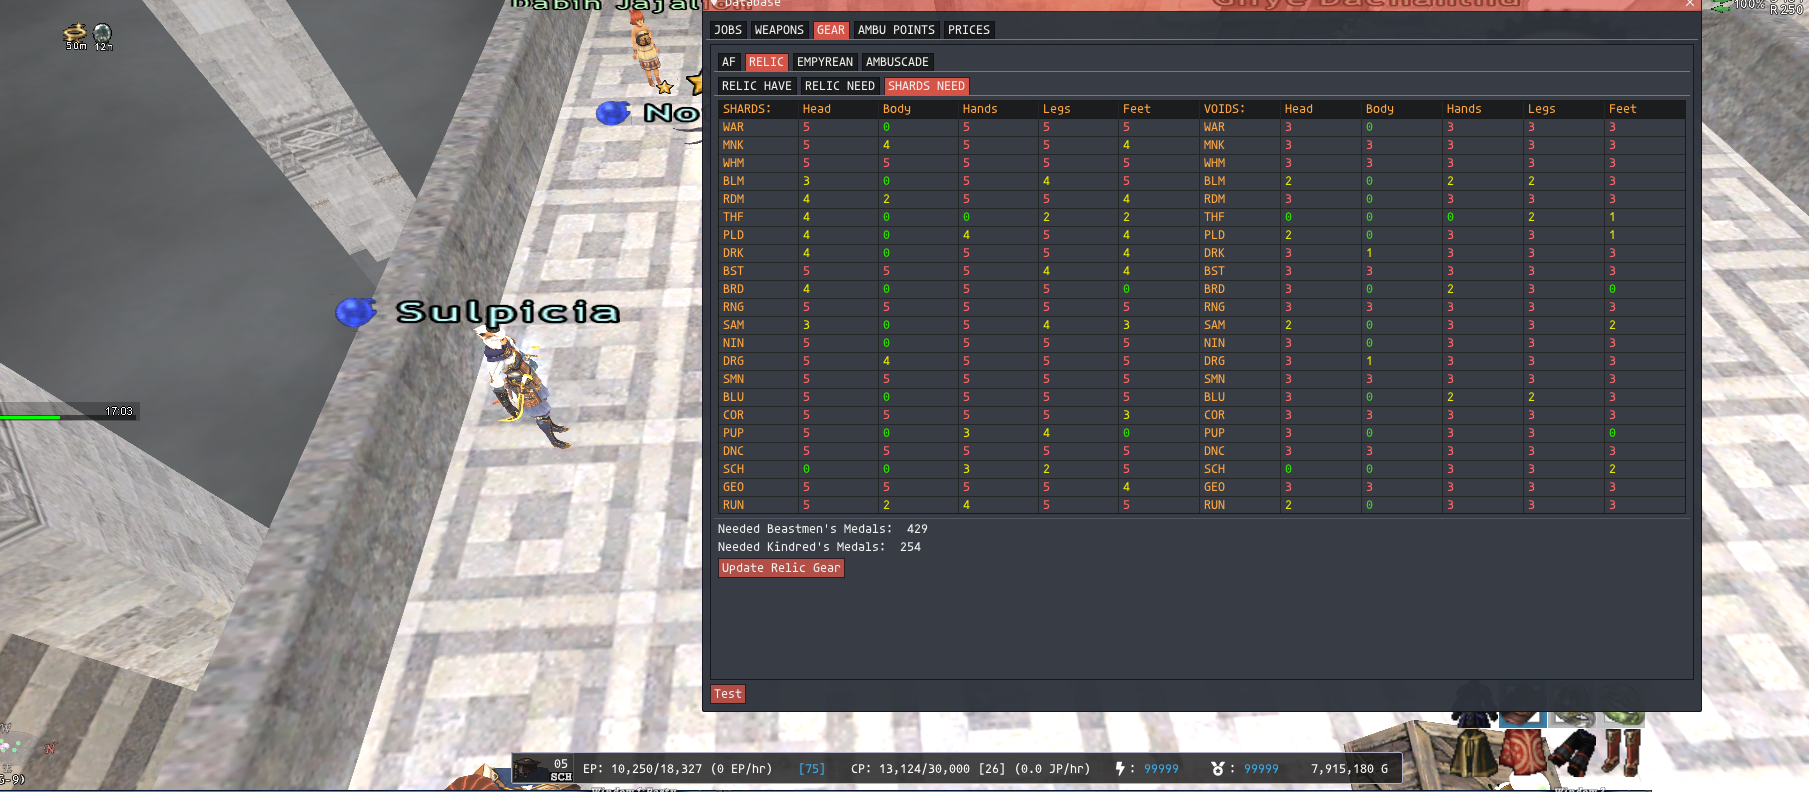 Database
100%
R 250
50m 12h
JOBS WEAPONS GEAR AMBU POINTS PRICES
AF RELIC EMPYREAN AMBUSCADE
RELIC HAVE RELIC NEED SHARDS NEED
No
Sulpicia
17:03
SHARDS: Head Body Hands Legs Feet VOIDS: Head Body Hands Legs Feet
WAR 5 0 5 5 5 WAR 3 0 3 3 3
MNK 5 4 5 5 4 MNK 3 3 3 3 3
WHM 5 5 5 5 5 WHM 3 3 3 3 3
BLM 3 0 5 4 5 BLM 2 0 2 2 3
RDM 4 2 5 5 4 RDM 3 0 3 3 3
THF 4 0 0 2 2 THF 0 0 0 2 1
PLD 4 0 4 5 4 PLD 2 0 3 3 1
DRK 4 0 5 5 4 DRK 3 1 3 3 3
BST 5 5 5 4 4 BST 3 3 3 3 3
BRD 4 0 5 5 0 BRD 3 0 2 3 0
RNG 5 5 5 5 5 RNG 3 3 3 3 3
SAM 3 0 5 4 3 SAM 2 0 3 3 2
NIN 5 0 5 5 5 NIN 3 0 3 3 3
DRG 5 4 5 5 5 DRG 3 1 3 3 3
SMN 5 5 5 5 5 SMN 3 3 3 3 3
BLU 5 0 5 5 5 BLU 3 0 2 2 3
COR 5 5 5 5 3 COR 3 3 3 3 3
PUP 5 0 3 4 0 PUP 3 0 3 3 0
DNC 5 5 5 5 5 DNC 3 3 3 3 3
SCH 0 0 3 2 5 SCH 0 0 3 3 2
GEO 5 5 5 5 4 GEO 3 3 3 3 3
RUN 5 2 4 5 5 RUN 2 0 3 3 3
Needed Beastmen's Medals: 429
Needed Kindred's Medals: 254
Update Relic Gear
Test
05
SCH
EP: 10,250/18,327 (0 EP/hr) [75] CP: 13,124/30,000 [26] (0.0 JP/hr) : 99999 : 99999 7,915,180 G